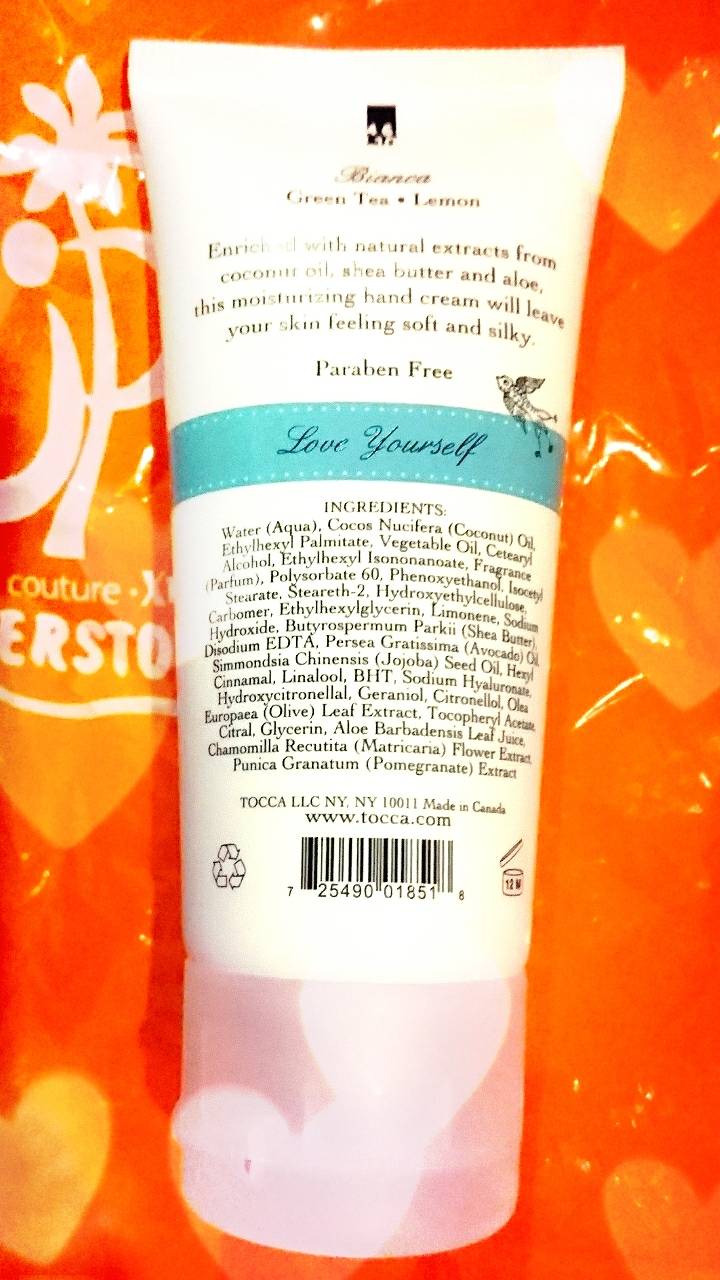 Bianca
Green Tea • Lemon
Enriched with natural extracts from
coconut oil, shea butter and aloe,
this moisturizing hand cream will leave
your skin feeling soft and silky.
Paraben Free
Love Yourself
INGREDIENTS:
Water (Aqua), Cocos Nucifera (Coconut) Oil,
Ethylhexyl Palmitate, Vegetable Oil, Cetearyl
Alcohol, Ethylhexyl Isononanoate, Fragrance
(Parfum), Polysorbate 60, Phenoxyethanol, Isocetyl
Stearate, Steareth-2, Hydroxyethylcellulose,
Carbomer, Ethylhexylglycerin, Limonene, Sodium
Hydroxide, Butyrospermum Parkii (Shea Butter),
Disodium EDTA, Persea Gratissima (Avocado) Oil,
Simmondsia Chinensis (Jojoba) Seed Oil, Hexyl
Cinnamal, Linalool, BHT, Sodium Hyaluronate,
Hydroxycitronellal, Geraniol, Citronellol, Olea
Europaea (Olive) Leaf Extract, Tocopheryl Acetate,
Citral, Glycerin, Aloe Barbadensis Leaf Juice,
Chamomilla Recutita (Matricaria) Flower Extract,
Punica Granatum (Pomegranate) Extract
TOCCA LLC NY, NY 10011 Made in Canada
www.tocca.com
7 25490 01851 8
12 M
couture · X
ERSTO